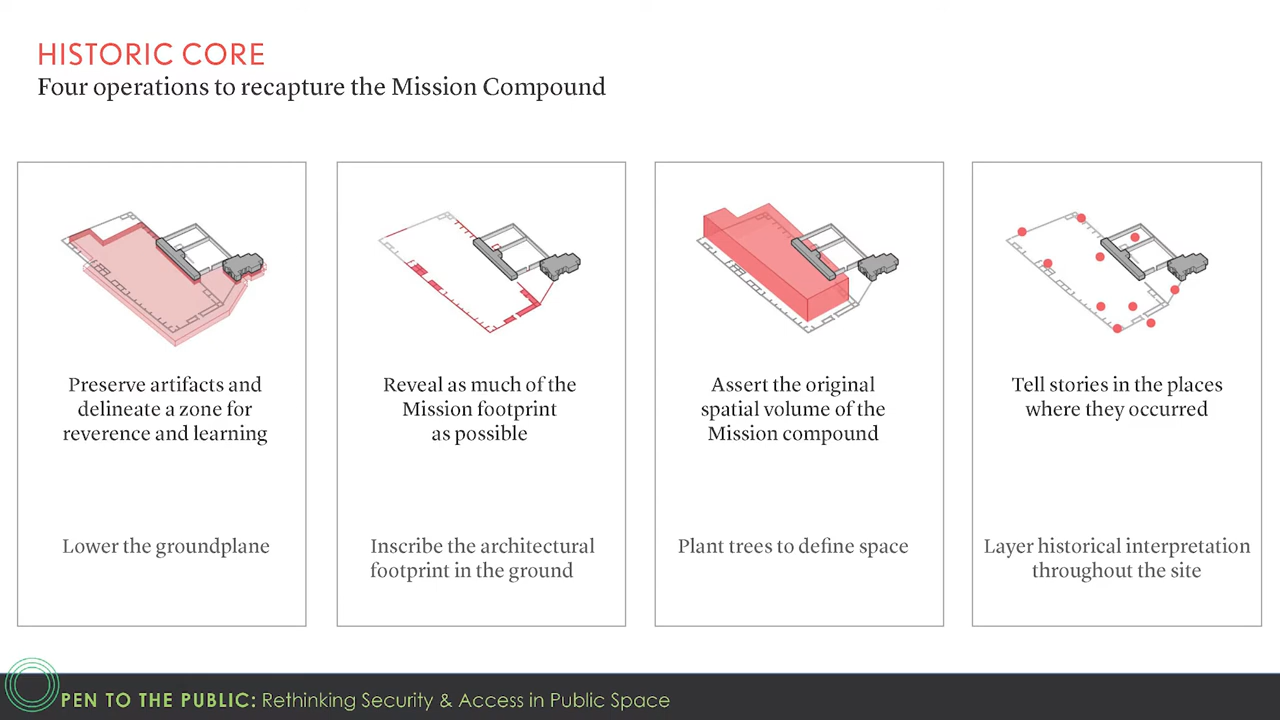 HISTORIC CORE
Four operations to recapture the Mission Compound
Preserve artifacts and
delineate a zone for
reverence and learning
Lower the groundplane
Reveal as much of the
Mission footprint
as possible
Inscribe the architectural
footprint in the ground
Assert the original
spatial volume of the
Mission compound
Plant trees to define space
Tell stories in the places
where they occurred
Layer historical interpretation
throughout the site
OPEN TO THE PUBLIC: Rethinking Security & Access in Public Space